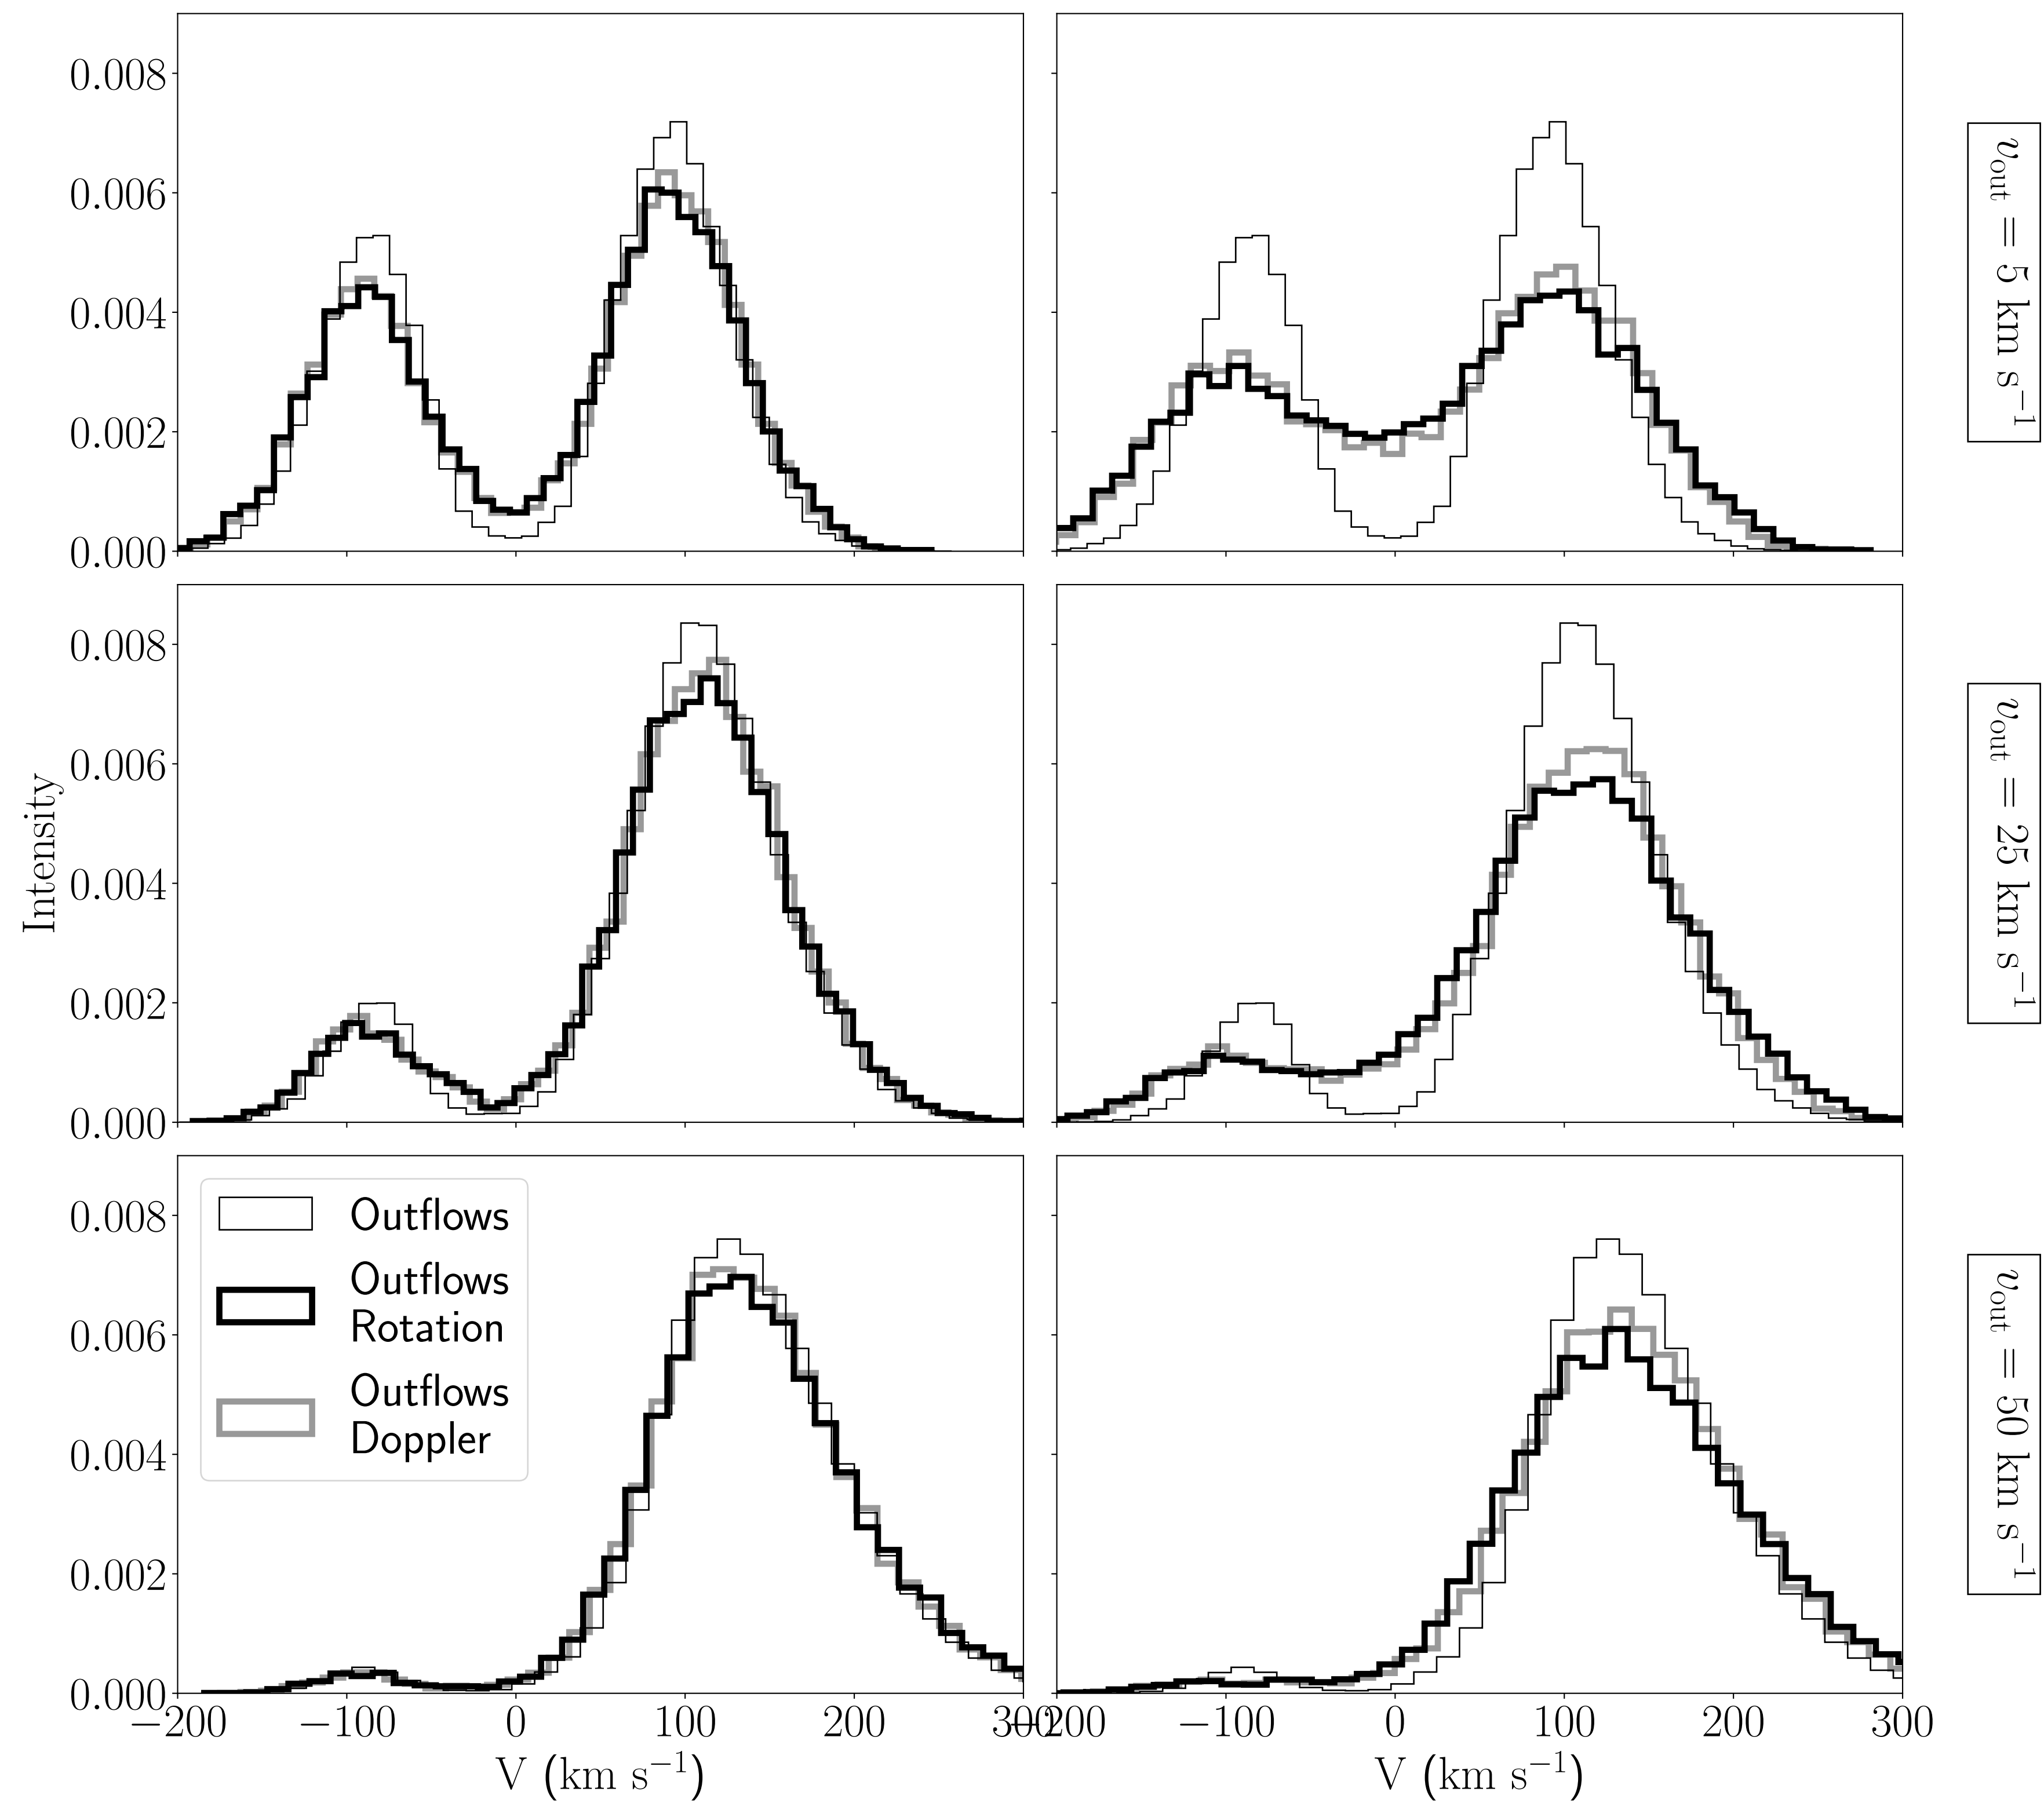 0.008
0.006
0.004
0.002
0.000
v_out = 5 km s⁻¹
0.008
0.006
0.004
0.002
0.000
v_out = 25 km s⁻¹
Intensity
0.008
0.006
0.004
0.002
0.000
Outflows
Outflows
Rotation
Outflows
Doppler
v_out = 50 km s⁻¹
−200 −100 0 100 200 300
−200 −100 0 100 200 300
V (km s⁻¹)
V (km s⁻¹)